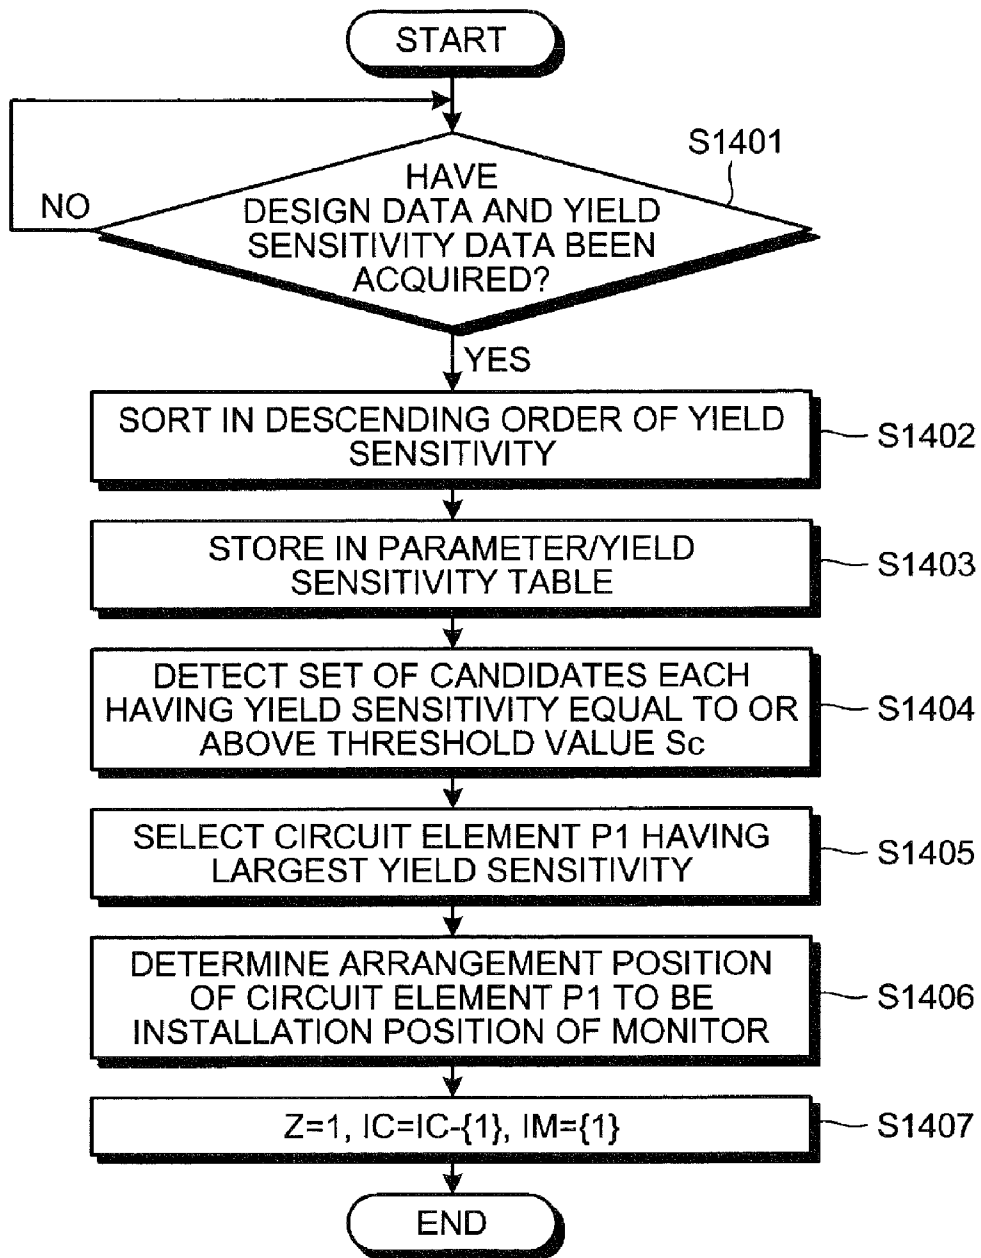 START
S1401
HAVE
DESIGN DATA AND YIELD
SENSITIVITY DATA BEEN
ACQUIRED?
NO
YES
SORT IN DESCENDING ORDER OF YIELD
SENSITIVITY
S1402
STORE IN PARAMETER/YIELD
SENSITIVITY TABLE
S1403
DETECT SET OF CANDIDATES EACH
HAVING YIELD SENSITIVITY EQUAL TO OR
ABOVE THRESHOLD VALUE Sc
S1404
SELECT CIRCUIT ELEMENT P1 HAVING
LARGEST YIELD SENSITIVITY
S1405
DETERMINE ARRANGEMENT POSITION
OF CIRCUIT ELEMENT P1 TO BE
INSTALLATION POSITION OF MONITOR
S1406
Z=1, IC=IC-{1}, IM={1}
S1407
END